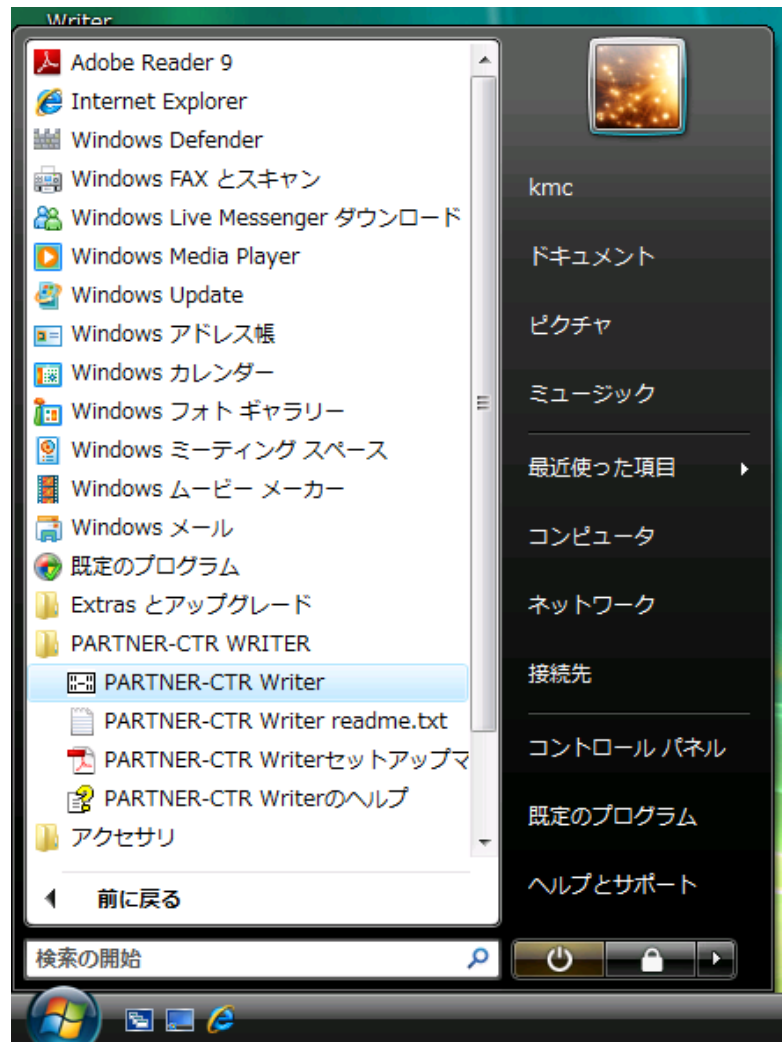 Writer
Adobe Reader 9
Internet Explorer
Windows Defender
Windows FAX とスキャン
Windows Live Messenger ダウンロード
Windows Media Player
Windows Update
Windows アドレス帳
Windows カレンダー
Windows フォト ギャラリー
Windows ミーティング スペース
Windows ムービー メーカー
Windows メール
既定のプログラム
Extras とアップグレード
PARTNER-CTR WRITER
PARTNER-CTR Writer
PARTNER-CTR Writer readme.txt
PARTNER-CTR Writerセットアップマ
PARTNER-CTR Writerのヘルプ
アクセサリ
前に戻る
検索の開始
kmc
ドキュメント
ピクチャ
ミュージック
最近使った項目
コンピュータ
ネットワーク
接続先
コントロール パネル
既定のプログラム
ヘルプとサポート